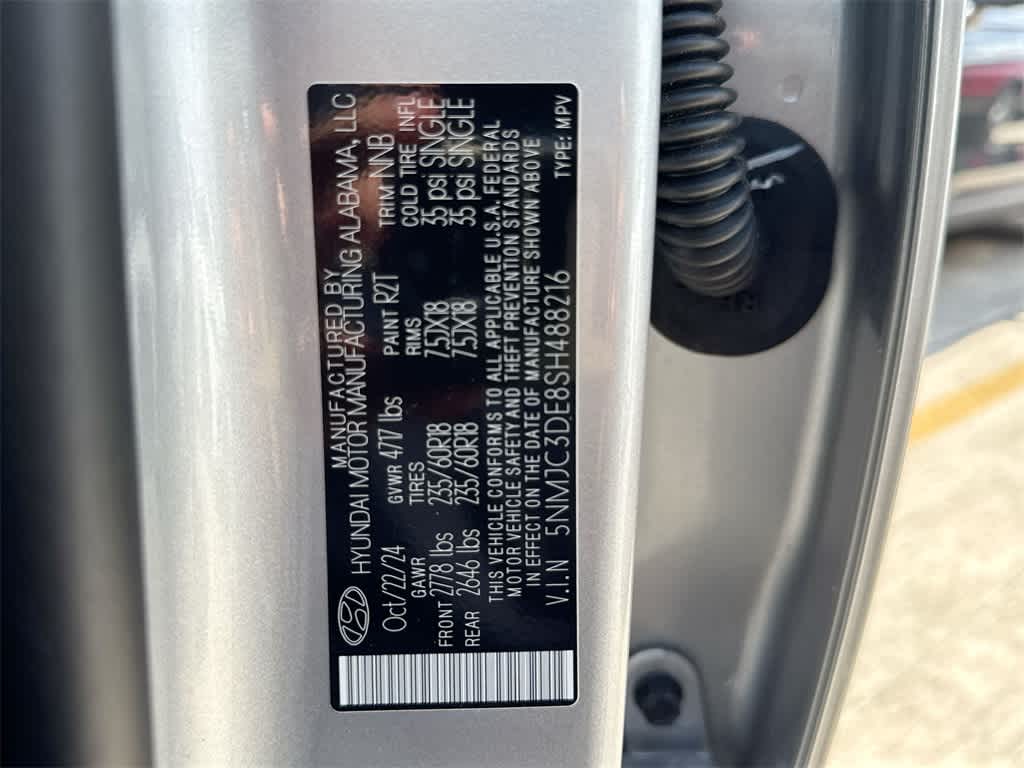 MANUFACTURED BY
HYUNDAI MOTOR MANUFACTURING ALABAMA, LLC
Oct/22/24 GVWR 4717 lbs PAINT R2T TRIM NNB
GAWR TIRES RIMS COLD TIRE INFL
FRONT 2778 lbs 235/60R18 7.5JX18 35 psi SINGLE
REAR 2646 lbs 235/60R18 7.5JX18 35 psi SINGLE
THIS VEHICLE CONFORMS TO ALL APPLICABLE U.S.A. FEDERAL
MOTOR VEHICLE SAFETY AND THEFT PREVENTION STANDARDS
IN EFFECT ON THE DATE OF MANUFACTURE SHOWN ABOVE
V.I.N 5NMJC3DE8SH488216 TYPE: MPV